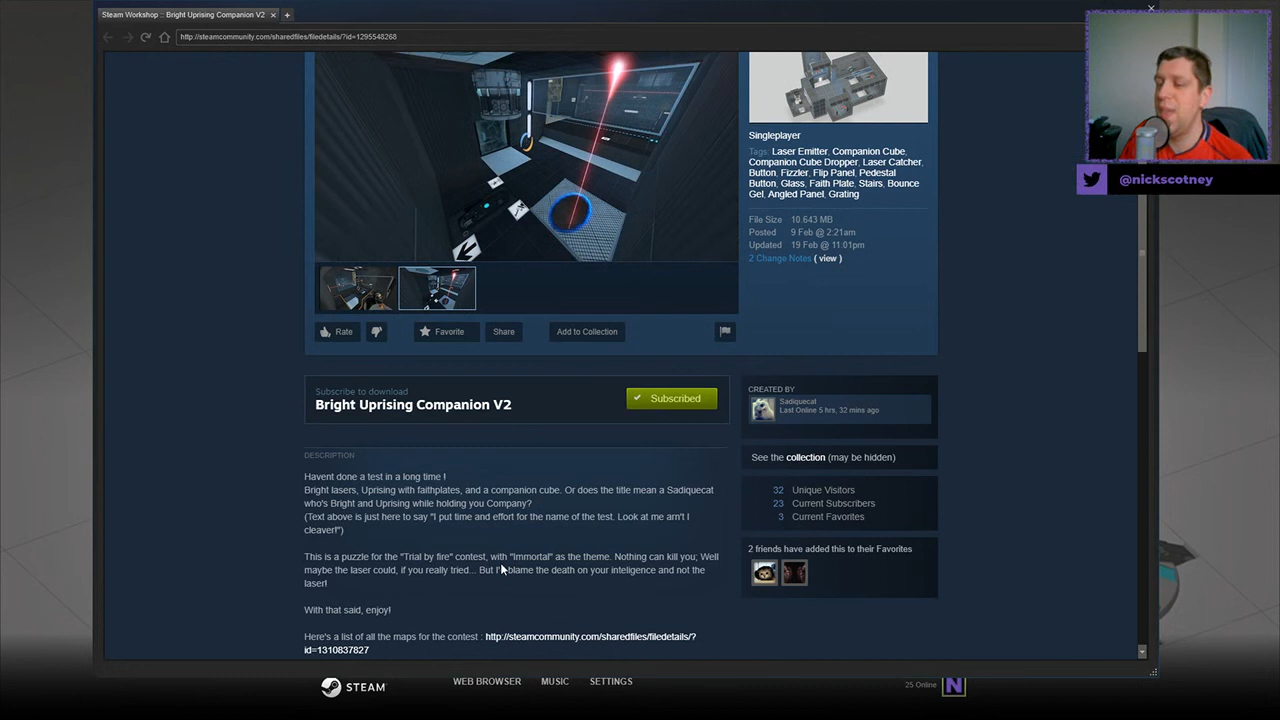 Steam Workshop :: Bright Uprising Companion V2
http://steamcommunity.com/sharedfiles/filedetails/?id=1295548268
@nickscotney
Singleplayer
Tags: Laser Emitter, Companion Cube,
Companion Cube Dropper, Laser Catcher,
Button, Fizzler, Flip Panel, Pedestal
Button, Glass, Faith Plate, Stairs, Bounce
Gel, Angled Panel, Grating
File Size 10.643 MB
Posted 9 Feb @ 2:21am
Updated 19 Feb @ 11:01pm
2 Change Notes ( view )
Rate
Favorite
Share
Add to Collection
Subscribe to download
Bright Uprising Companion V2
Subscribed
CREATED BY
Sadiquecat
Last Online 5 hrs, 32 mins ago
See the collection (may be hidden)
32 Unique Visitors
23 Current Subscribers
3 Current Favorites
2 friends have added this to their Favorites
DESCRIPTION
Havent done a test in a long time !
Bright lasers, Uprising with faithplates, and a companion cube. Or does the title mean a Sadiquecat
who's Bright and Uprising while holding you Company?
(Text above is just here to say "I put time and effort for the name of the test. Look at me arn't I
cleaver!")
This is a puzzle for the "Trial by fire" contest, with "Immortal" as the theme. Nothing can kill you; Well
maybe the laser could, if you really tried... But blame the death on your inteligence and not the
laser!
With that said, enjoy!
Here's a list of all the maps for the contest : http://steamcommunity.com/sharedfiles/filedetails/?
id=1310837827
STEAM
WEB BROWSER
MUSIC
SETTINGS
25 Online
N